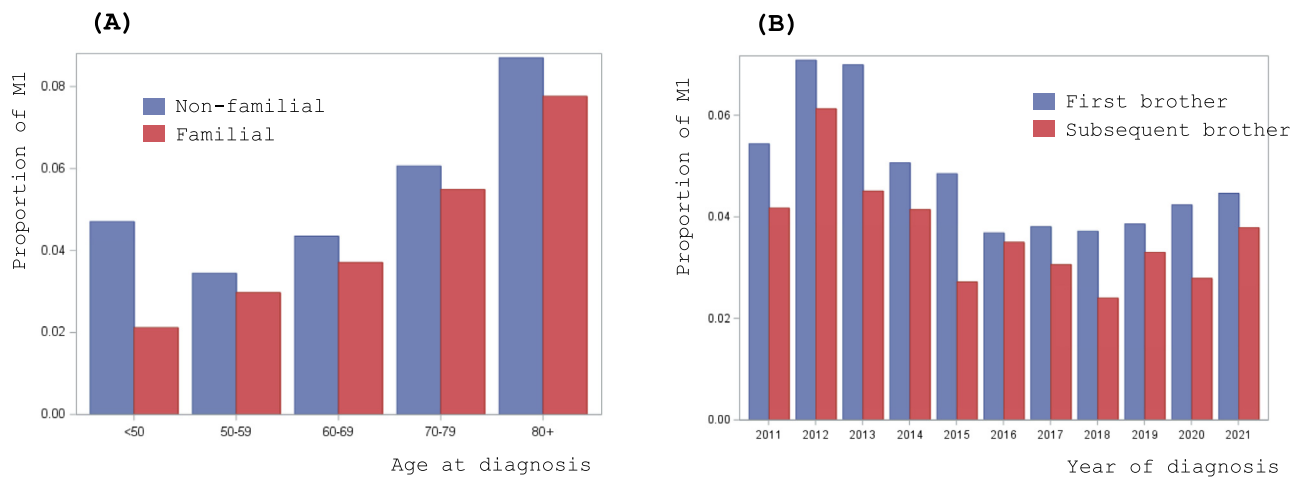 (A)
Proportion of M1
0.08
0.06
0.04
0.02
0.00
Non-familial
Familial
<50 50-59 60-69 70-79 80+
Age at diagnosis
(B)
Proportion of M1
0.06
0.04
0.02
0.00
First brother
Subsequent brother
2011 2012 2013 2014 2015 2016 2017 2018 2019 2020 2021
Year of diagnosis